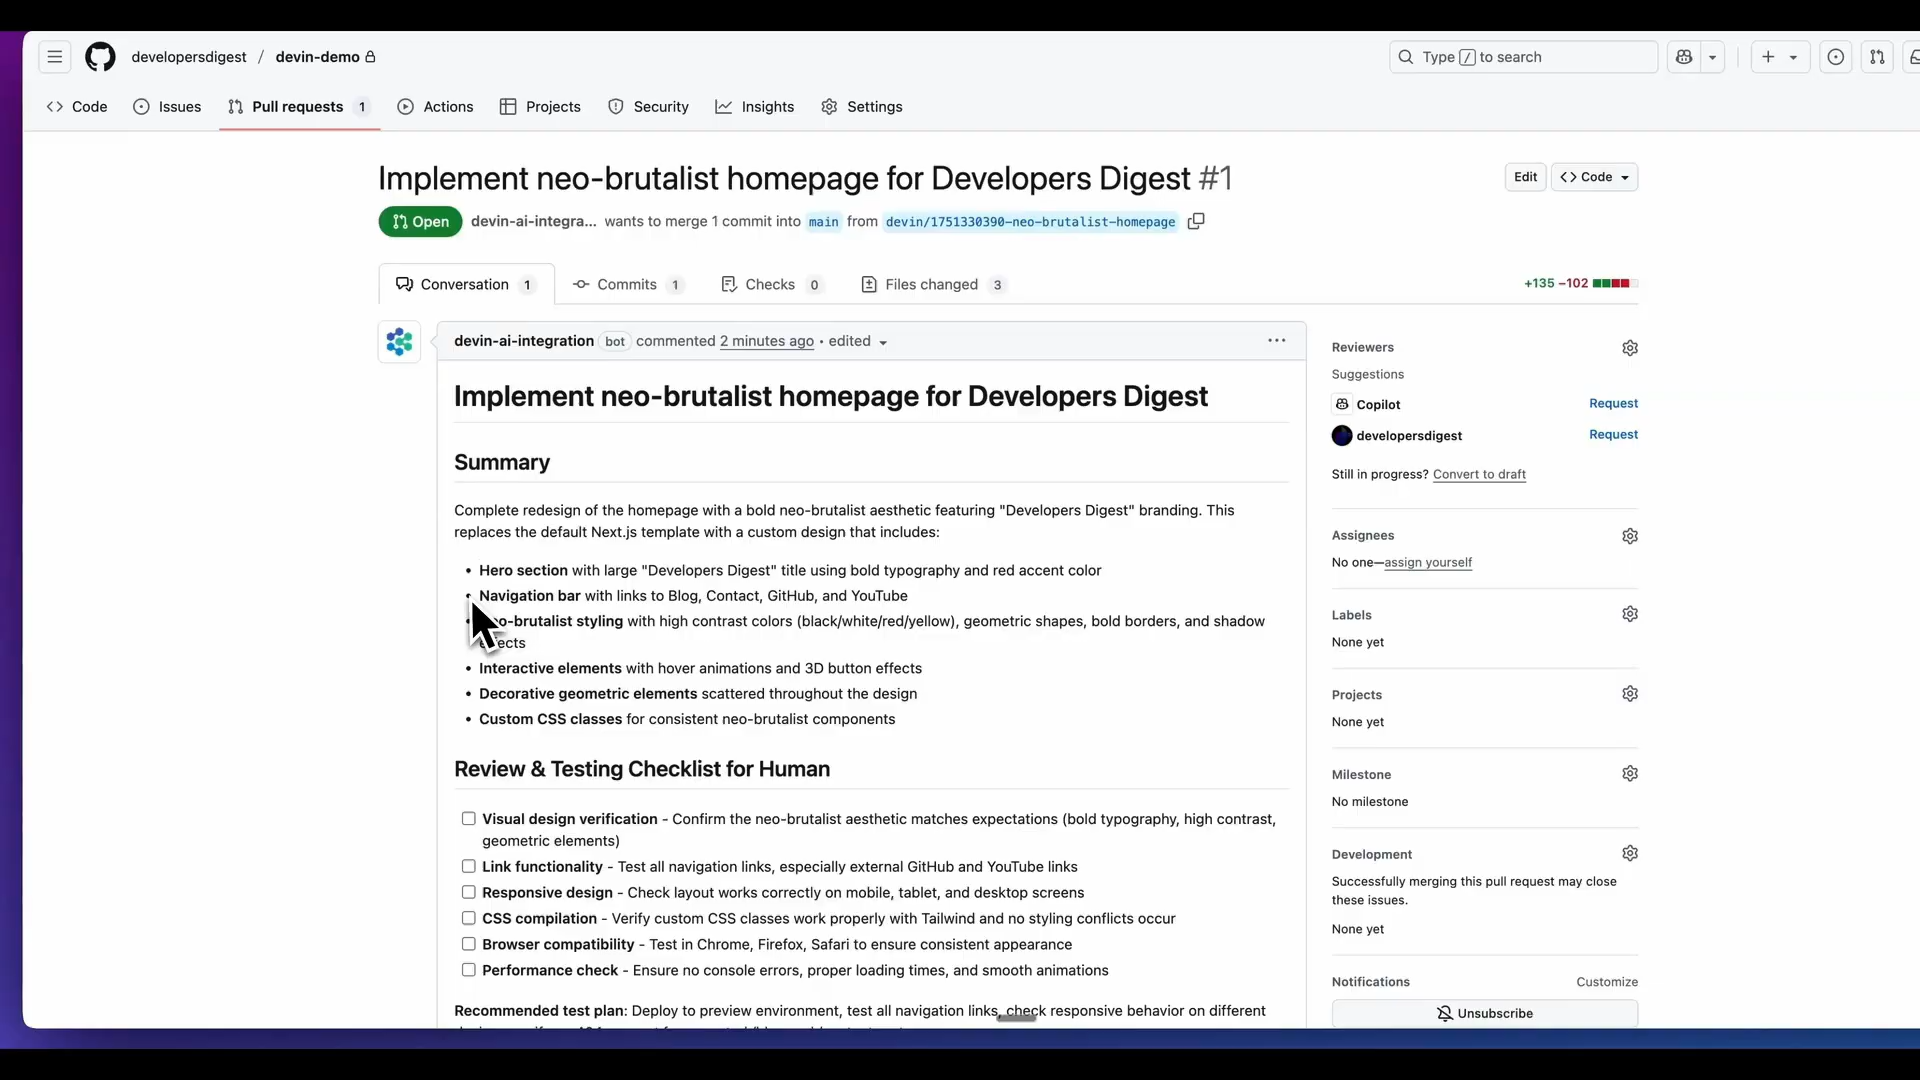 developersdigest / devin-demo
Type / to search
Code
Issues
Pull requests 1
Actions
Projects
Security
Insights
Settings
Implement neo-brutalist homepage for Developers Digest #1
Edit
Code
Open
devin-ai-integra... wants to merge 1 commit into main from devin/1751330390-neo-brutalist-homepage
Conversation 1
Commits 1
Checks 0
Files changed 3
+135 −102
devin-ai-integration bot commented 2 minutes ago • edited
Implement neo-brutalist homepage for Developers Digest
Summary
Complete redesign of the homepage with a bold neo-brutalist aesthetic featuring "Developers Digest" branding. This
replaces the default Next.js template with a custom design that includes:
• Hero section with large "Developers Digest" title using bold typography and red accent color
• Navigation bar with links to Blog, Contact, GitHub, and YouTube
• o-brutalist styling with high contrast colors (black/white/red/yellow), geometric shapes, bold borders, and shadow
• Interactive elements with hover animations and 3D button effects
• Decorative geometric elements scattered throughout the design
• Custom CSS classes for consistent neo-brutalist components
Review & Testing Checklist for Human
Visual design verification - Confirm the neo-brutalist aesthetic matches expectations (bold typography, high contrast,
geometric elements)
Link functionality - Test all navigation links, especially external GitHub and YouTube links
Responsive design - Check layout works correctly on mobile, tablet, and desktop screens
CSS compilation - Verify custom CSS classes work properly with Tailwind and no styling conflicts occur
Browser compatibility - Test in Chrome, Firefox, Safari to ensure consistent appearance
Performance check - Ensure no console errors, proper loading times, and smooth animations
Recommended test plan: Deploy to preview environment, test all navigation links, check responsive behavior on different
Reviewers
Suggestions
Copilot Request
developersdigest Request
Still in progress? Convert to draft
Assignees
No one—assign yourself
Labels
None yet
Projects
None yet
Milestone
No milestone
Development
Successfully merging this pull request may close
these issues.
None yet
Notifications Customize
Unsubscribe